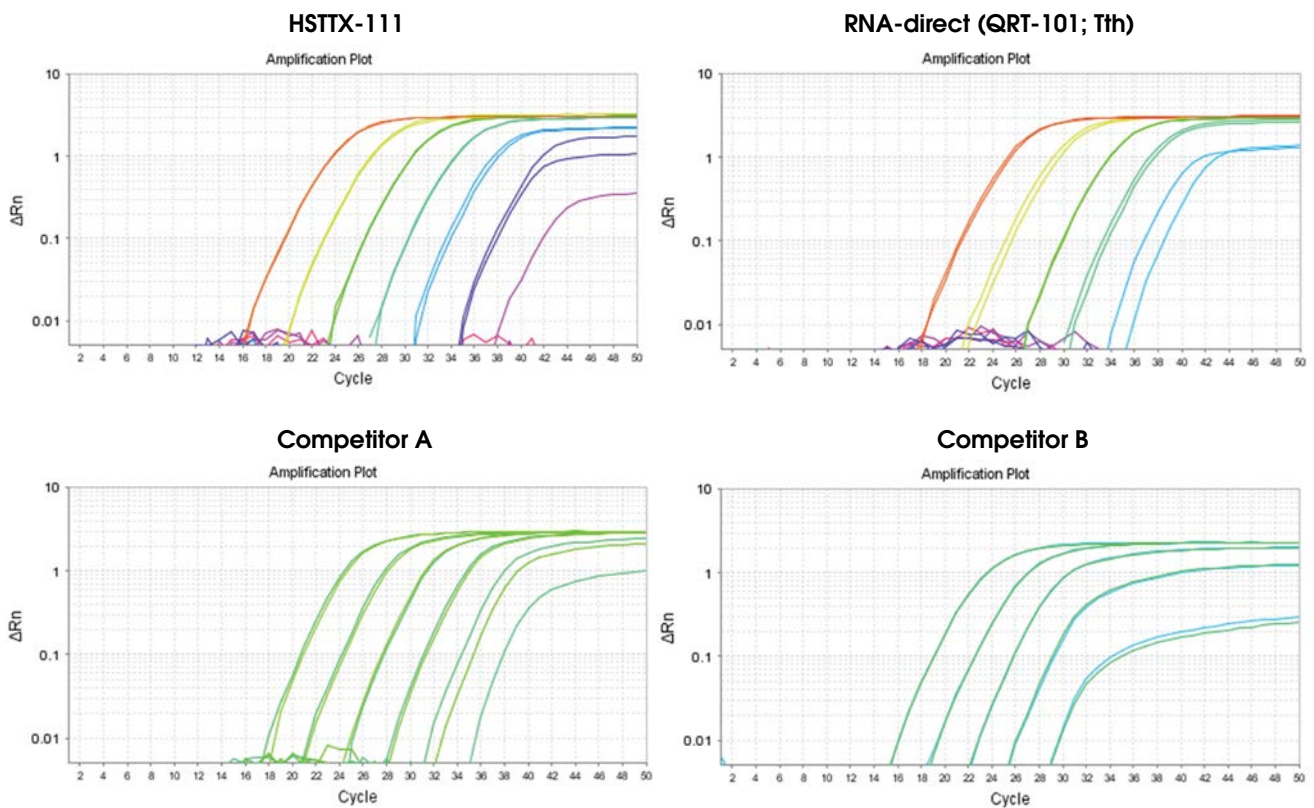 HSTTX-111
Amplification Plot
10
1
0.1
0.01
ΔRn
2 4 6 8 10 12 14 16 18 20 22 24 26 28 30 32 34 36 38 40 42 44 46 48 50
Cycle
RNA-direct (QRT-101; Tth)
Amplification Plot
10
1
0.1
0.01
ΔRn
2 4 6 8 10 12 14 16 18 20 22 24 26 28 30 32 34 36 38 40 42 44 46 48 50
Cycle
Competitor A
Amplification Plot
10
1
0.1
0.01
ΔRn
2 4 6 8 10 12 14 16 18 20 22 24 26 28 30 32 34 36 38 40 42 44 46 48 50
Cycle
Competitor B
Amplification Plot
10
1
0.1
0.01
ΔRn
2 4 6 8 10 12 14 16 18 20 22 24 26 28 30 32 34 36 38 40 42 44 46 48 50
Cycle